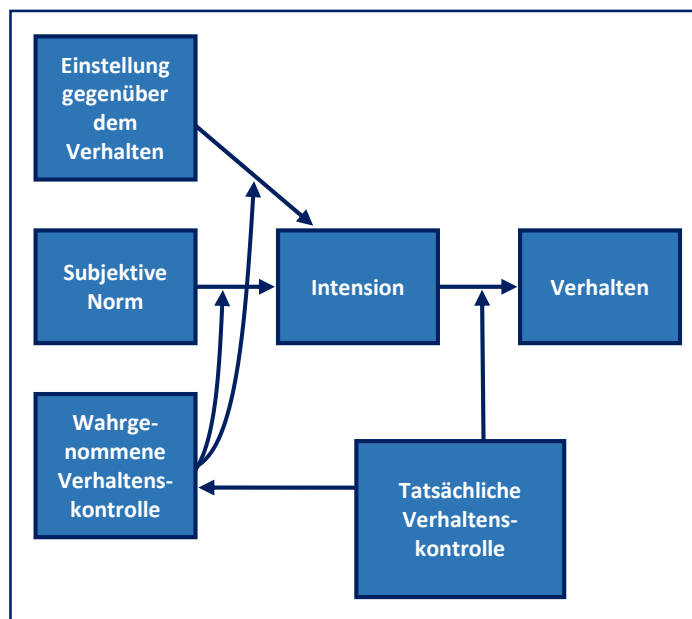 Einstellung
gegenüber
dem
Verhalten
Subjektive
Norm
Intension
Verhalten
Wahrge-
nommene
Verhaltens-
kontrolle
Tatsächliche
Verhaltens-
kontrolle